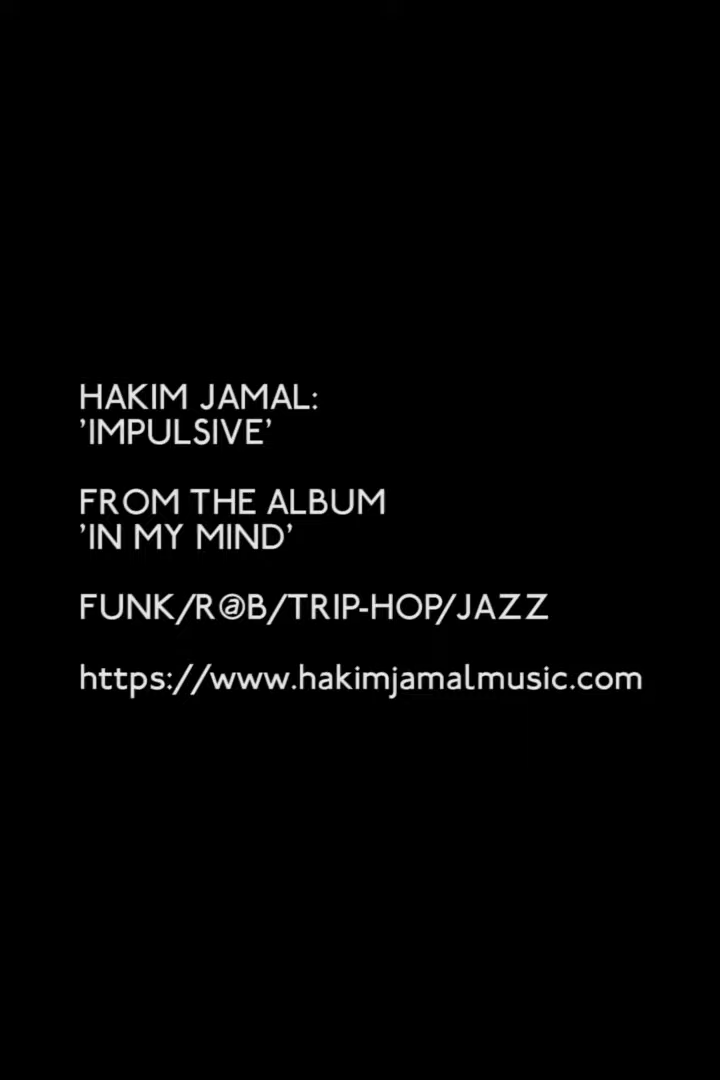 HAKIM JAMAL:
'IMPULSIVE'
FROM THE ALBUM
'IN MY MIND'
FUNK/R@B/TRIP-HOP/JAZZ
https://www.hakimjamalmusic.com